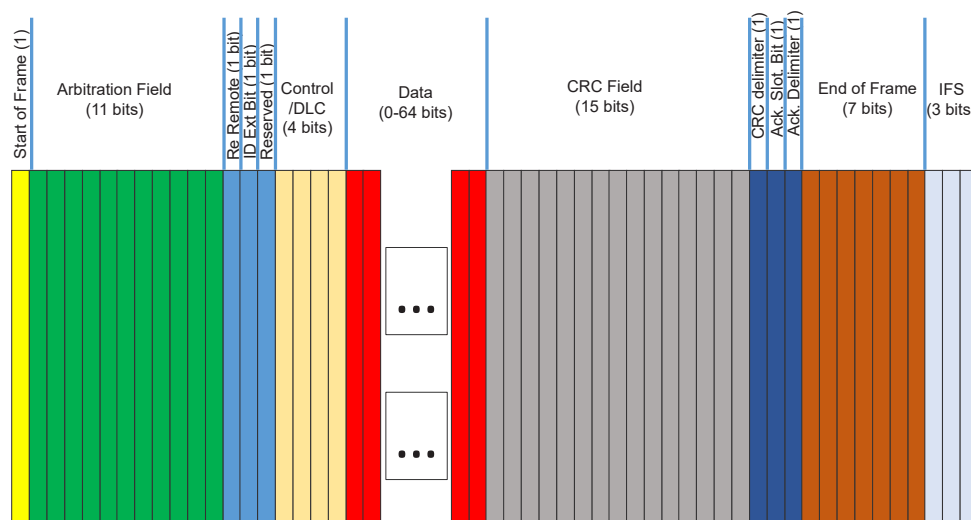 Start of Frame (1)
Arbitration Field
(11 bits)
Re Remote (1 bit)
ID Ext Bit (1 bit)
Reserved (1 bit)
Control
/DLC
(4 bits)
Data
(0-64 bits)
CRC Field
(15 bits)
CRC delimiter (1)
Ack. Slot. Bit (1)
Ack. Delimiter (1)
End of Frame
(7 bits)
IFS
(3 bits)
...
...